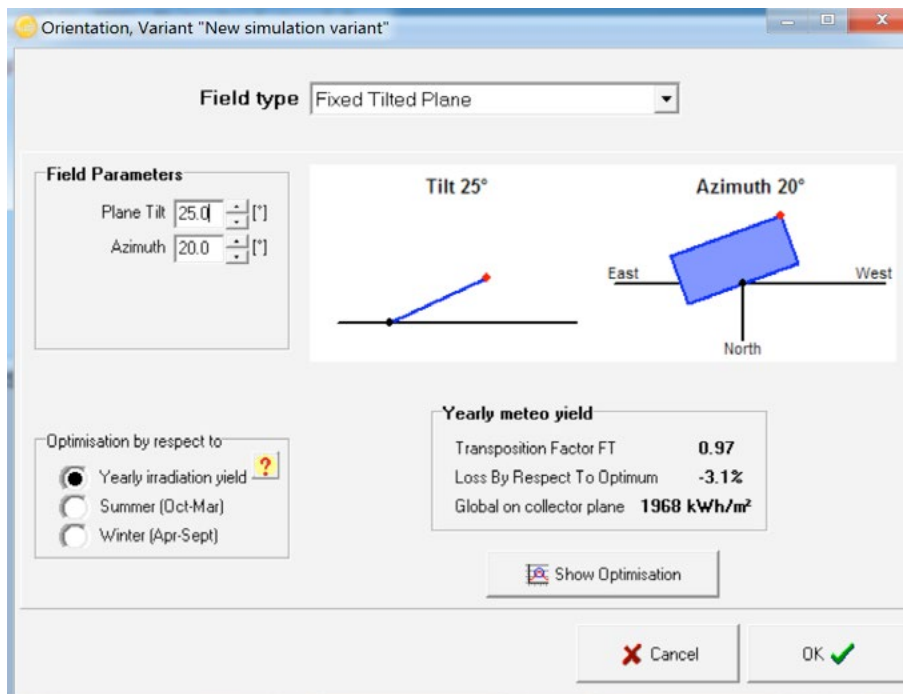 Orientation, Variant "New simulation variant"
Field type Fixed Tilted Plane
Field Parameters
Plane Tilt 25.0 [°]
Azimuth 20.0 [°]
Tilt 25°
Azimuth 20°
East West
North
Optimisation by respect to
Yearly irradiation yield ?
Summer (Oct-Mar)
Winter (Apr-Sept)
Yearly meteo yield
Transposition Factor FT 0.97
Loss By Respect To Optimum -3.1%
Global on collector plane 1968 kWh/m²
Show Optimisation
Cancel OK